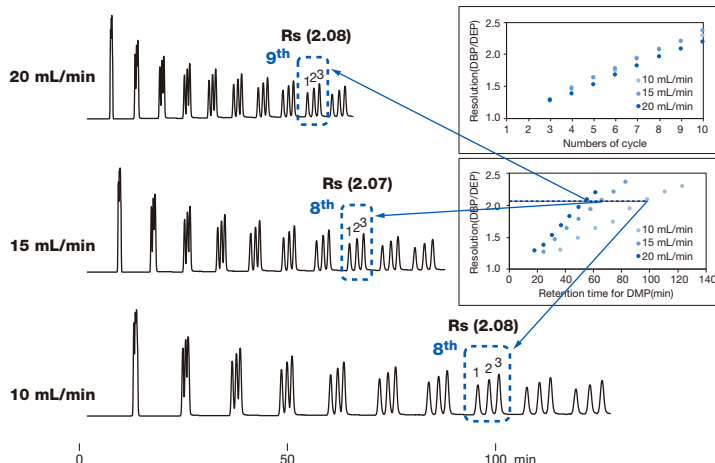 Rs (2.08)
9th
20 mL/min
1 2 3
Rs (2.07)
8th
15 mL/min
1 2 3
Rs (2.08)
8th
10 mL/min
1 2 3
0 50 100 min
Resolution(DBP/DEP)
2.5
2.0
1.5
1.0
10 mL/min
15 mL/min
20 mL/min
1 2 3 4 5 6 7 8 9 10
Numbers of cycle
Resolution(DBP/DEP)
2.5
2.0
1.5
1.0
10 mL/min
15 mL/min
20 mL/min
0 20 40 60 80 100 120 140
Retention time for DMP(min)